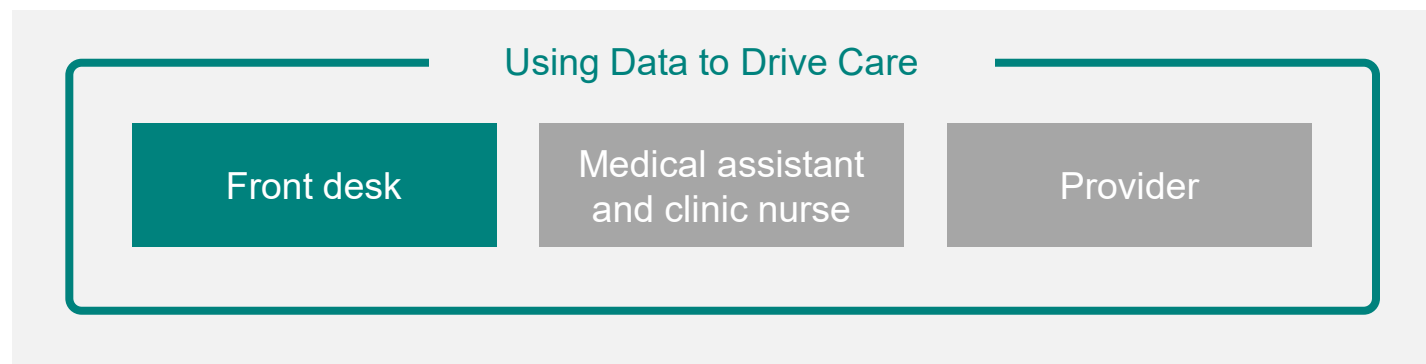 Using Data to Drive Care
Front desk
Medical assistant
and clinic nurse
Provider